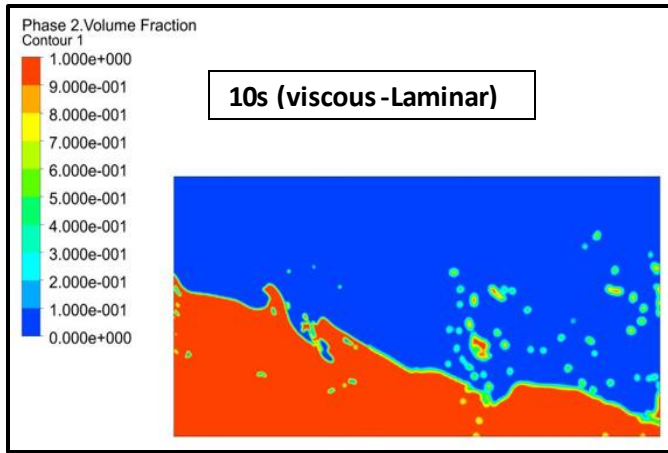 Phase 2.Volume Fraction
Contour 1
1.000e+000
9.000e-001
8.000e-001
7.000e-001
6.000e-001
5.000e-001
4.000e-001
3.000e-001
2.000e-001
1.000e-001
0.000e+000
10s (viscous -Laminar)